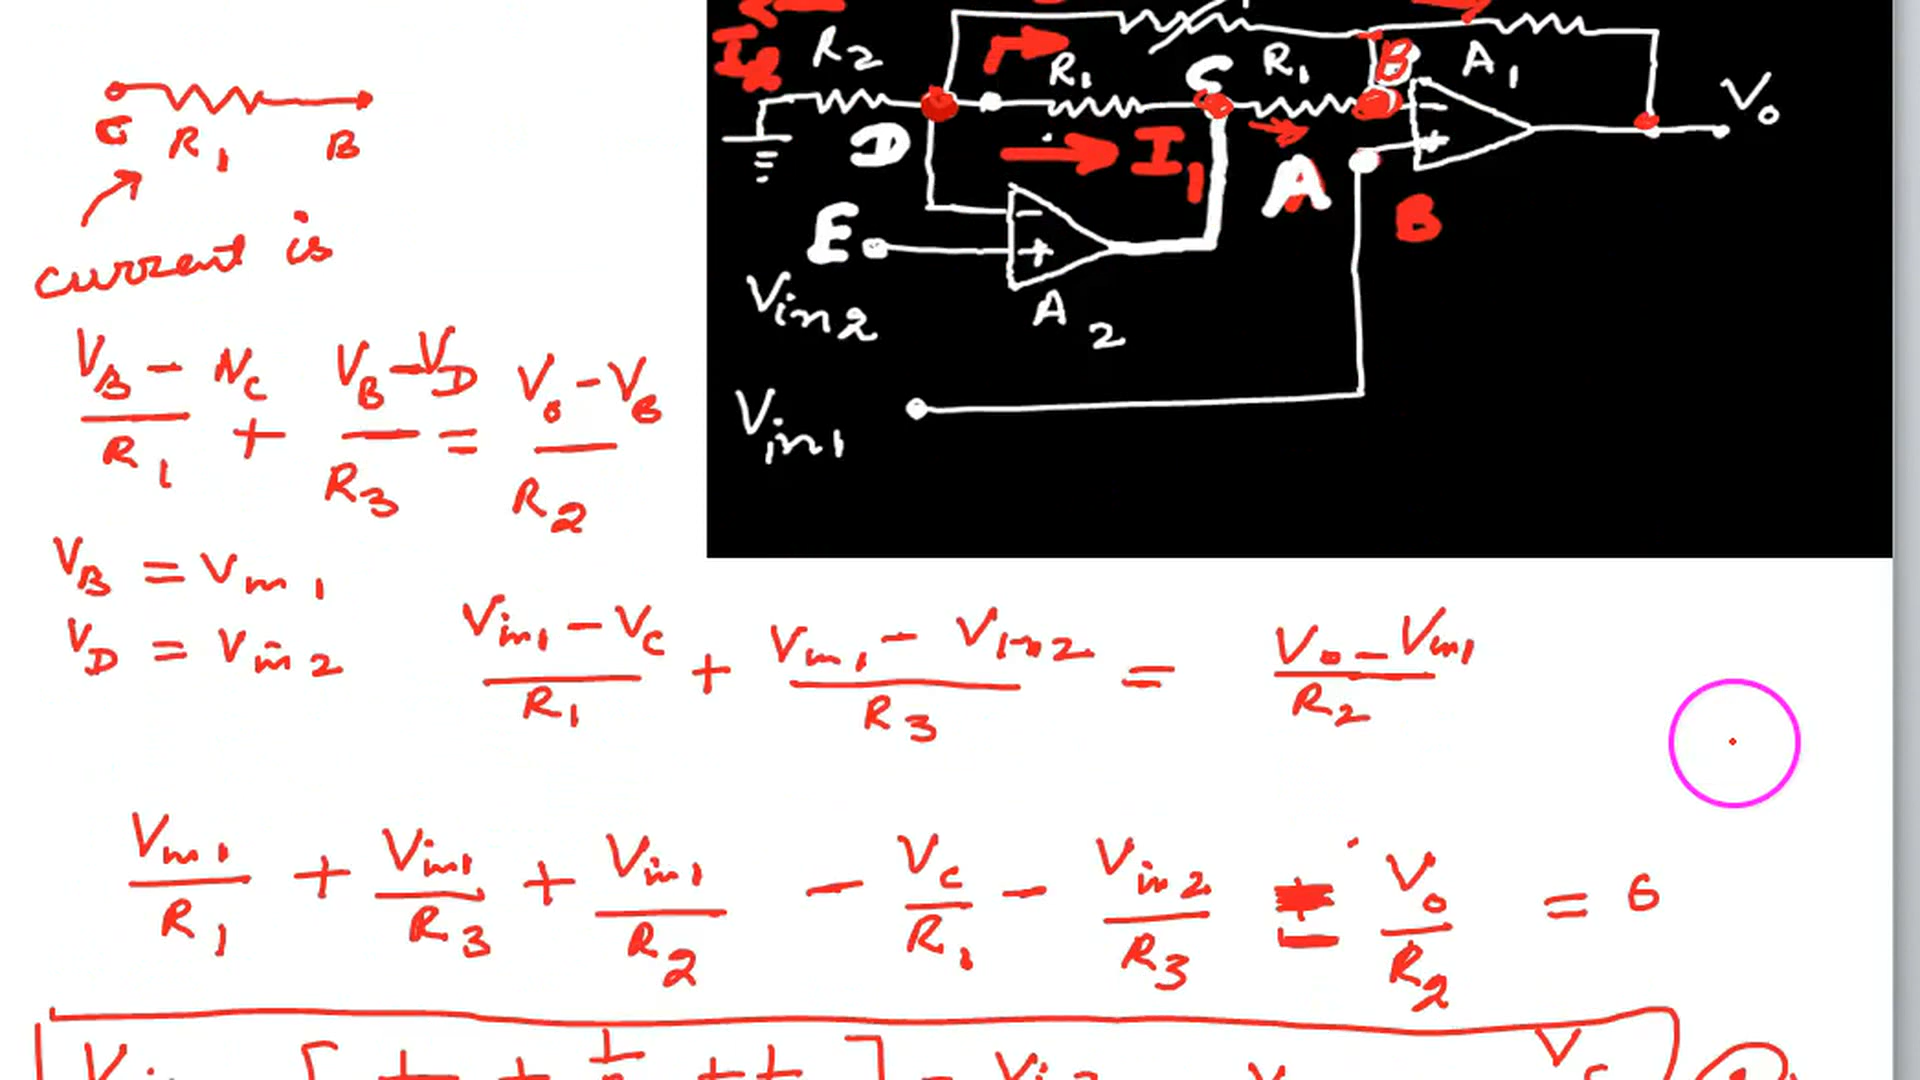 R2
R1
C
R1
B
A1
V0
D
I1
A
B
E
A2
Vin2
Vin1
R1 B
current is
VB - VC / R1 + VB - VD / R3 = V0 - VB / R2
VB = Vin1
VD = Vin2
Vin1 - VC / R1 + Vin1 - Vin2 / R3 = V0 - Vin1 / R2
Vin1 / R1 + Vin1 / R3 + Vin1 / R2 - VC / R1 - Vin2 / R3 - V0 / R2 = 0